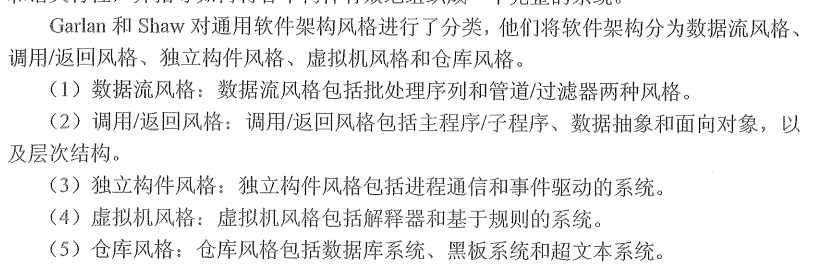 Garlan 和 Shaw 对通用软件架构风格进行了分类，他们将软件架构分为数据流风格、
调用/返回风格、独立构件风格、虚拟机风格和仓库风格。
（1）数据流风格：数据流风格包括批处理序列和管道/过滤器两种风格。
（2）调用/返回风格：调用/返回风格包括主程序/子程序、数据抽象和面向对象，以
及层次结构。
（3）独立构件风格：独立构件风格包括进程通信和事件驱动的系统。
（4）虚拟机风格：虚拟机风格包括解释器和基于规则的系统。
（5）仓库风格：仓库风格包括数据库系统、黑板系统和超文本系统。